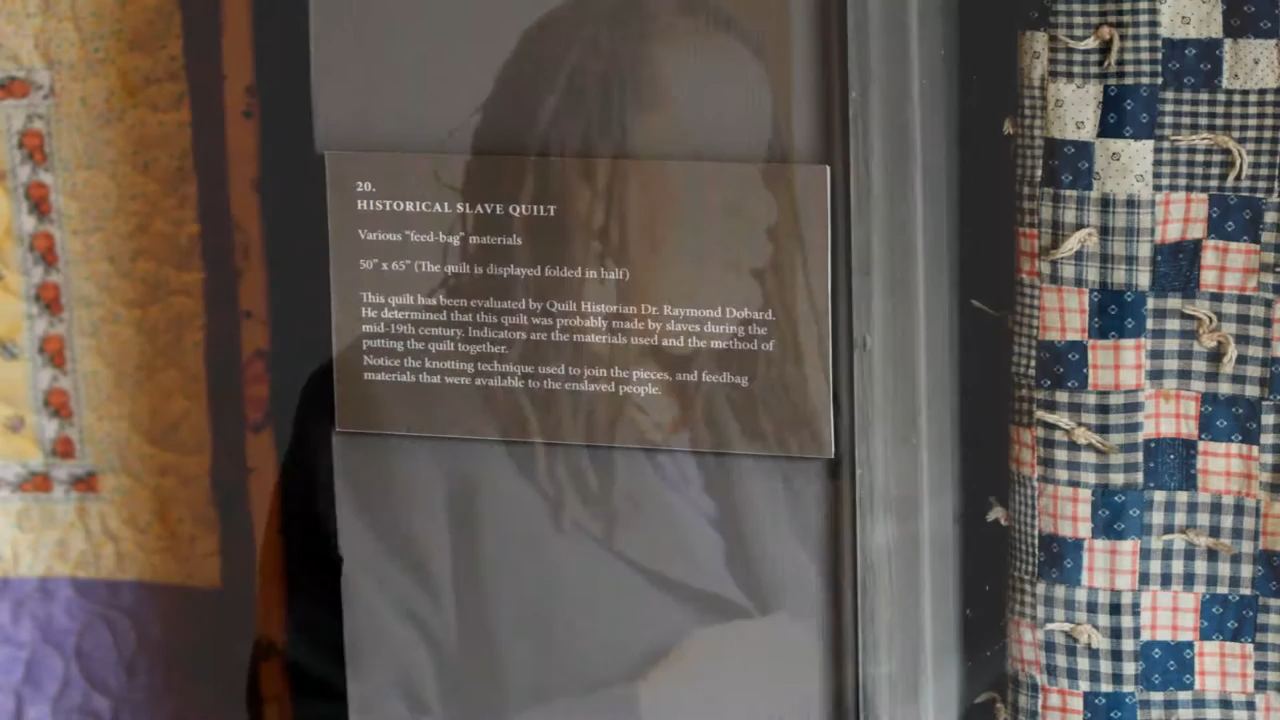 20.
HISTORICAL SLAVE QUILT
Various "feed-bag" materials
50" x 65" (The quilt is displayed folded in half)
This quilt has been evaluated by Quilt Historian Dr. Raymond Dobard.
He determined that this quilt was probably made by slaves during the
mid-19th century. Indicators are the materials used and the method of
putting the quilt together.
Notice the knotting technique used to join the pieces, and feedbag
materials that were available to the enslaved people.